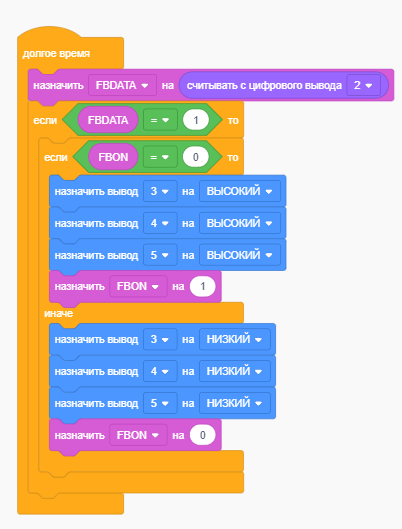 долгое время
назначить FBDATA на считывать с цифрового вывода 2
если FBDATA = 1 то
если FBON = 0 то
назначить вывод 3 на ВЫСОКИЙ
назначить вывод 4 на ВЫСОКИЙ
назначить вывод 5 на ВЫСОКИЙ
назначить FBON на 1
иначе
назначить вывод 3 на НИЗКИЙ
назначить вывод 4 на НИЗКИЙ
назначить вывод 5 на НИЗКИЙ
назначить FBON на 0